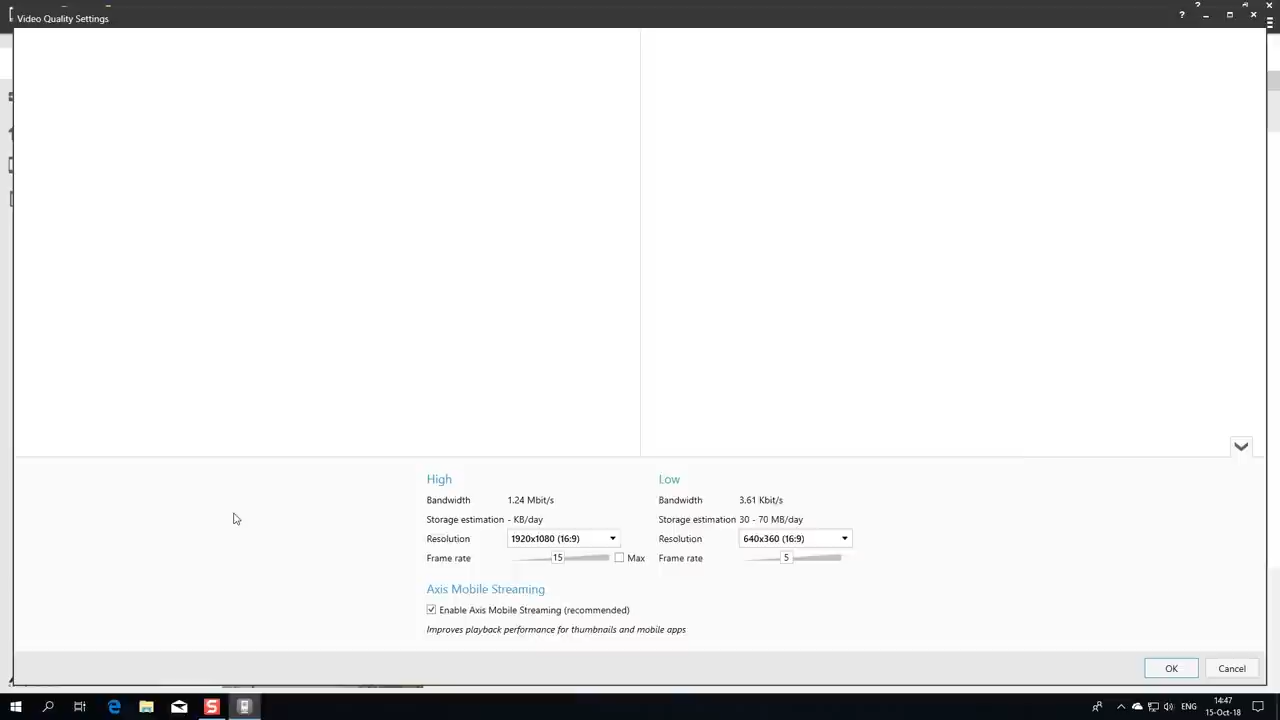 Video Quality Settings
?
High
Bandwidth 1.24 Mbit/s
Storage estimation - KB/day
Resolution 1920x1080 (16:9)
Frame rate 15 Max
Low
Bandwidth 3.61 Kbit/s
Storage estimation 30 - 70 MB/day
Resolution 640x360 (16:9)
Frame rate 5
Axis Mobile Streaming
Enable Axis Mobile Streaming (recommended)
Improves playback performance for thumbnails and mobile apps
OK Cancel
ENG
14:47
15-Oct-18